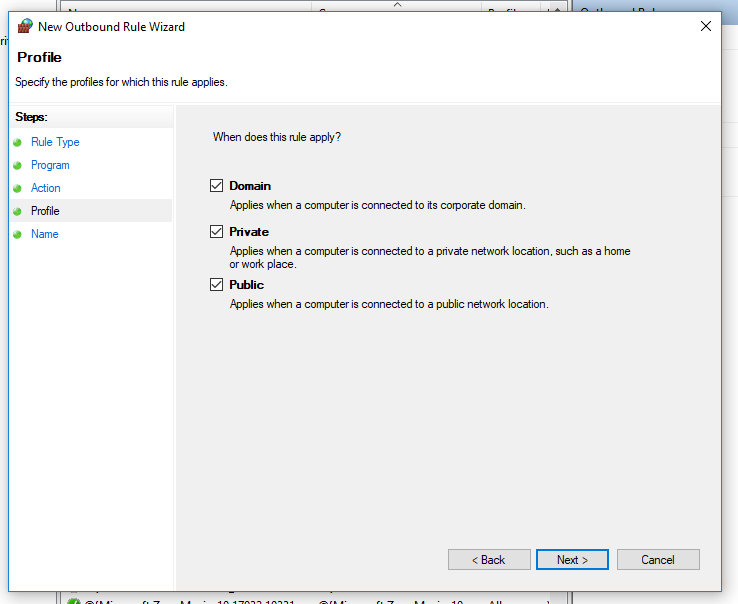 New Outbound Rule Wizard
Profile
Specify the profiles for which this rule applies.
Steps:
Rule Type
Program
Action
Profile
Name
When does this rule apply?
Domain
Applies when a computer is connected to its corporate domain.
Private
Applies when a computer is connected to a private network location, such as a home
or work place.
Public
Applies when a computer is connected to a public network location.
< Back
Next >
Cancel